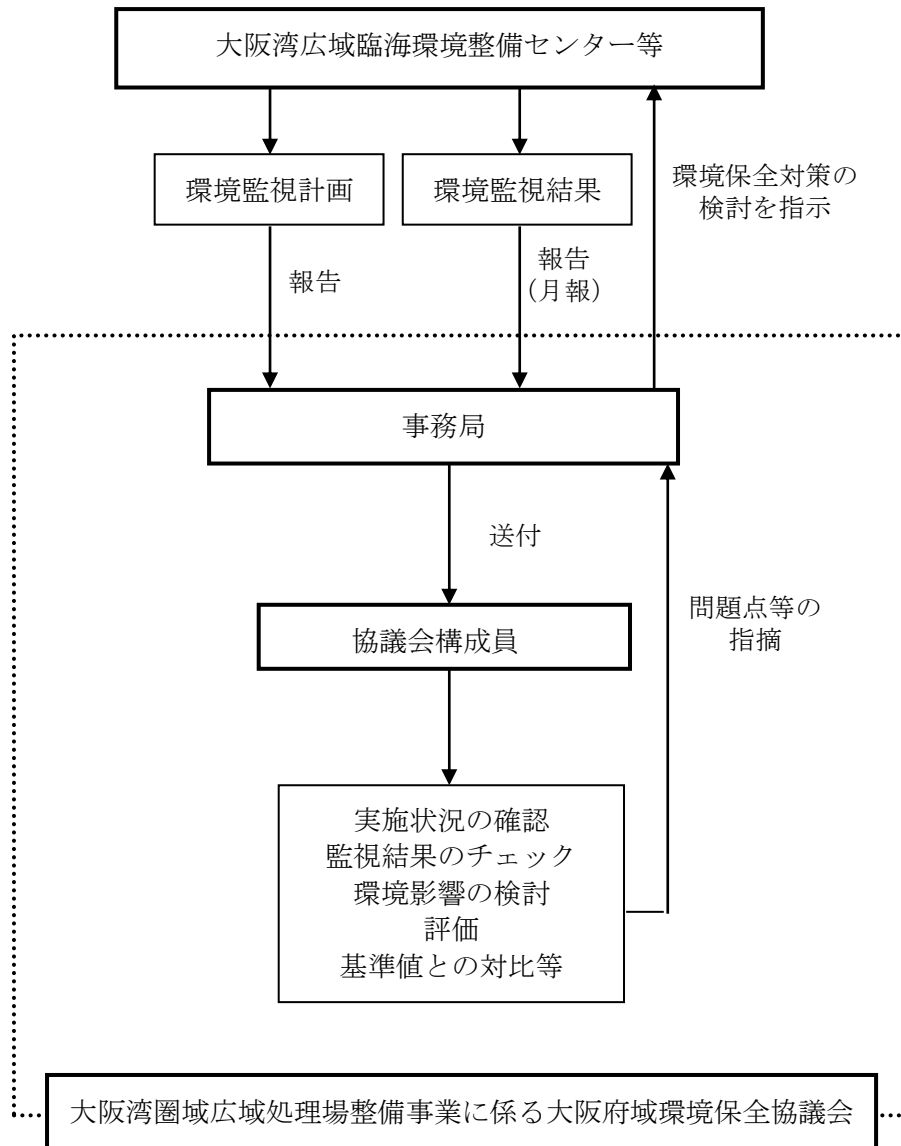 大阪湾広域臨海環境整備センター等
環境監視計画
環境監視結果
環境保全対策の
検討を指示
報告
報告
(月報)
事務局
送付
協議会構成員
問題点等の
指摘
実施状況の確認
監視結果のチェック
環境影響の検討
評価
基準値との対比等
大阪湾圏域広域処理場整備事業に係る大阪府域環境保全協議会